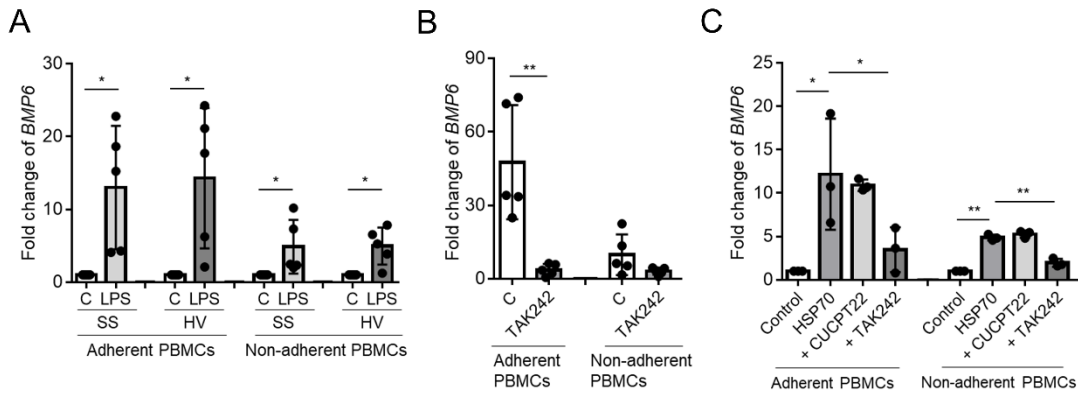 A
Fold change of BMP6
30
20
10
5
0
* * * *
C LPS C LPS C LPS C LPS
SS HV SS HV
Adherent PBMCs Non-adherent PBMCs
B
Fold change of BMP6
90
60
30
0
**
C TAK242 C TAK242
Adherent PBMCs
Non-adherent PBMCs
C
Fold change of BMP6
25
20
15
10
5
0
* *
** **
Control HSP70 + CUCPT22 + TAK242 Control HSP70 + CUCPT22 + TAK242
Adherent PBMCs Non-adherent PBMCs